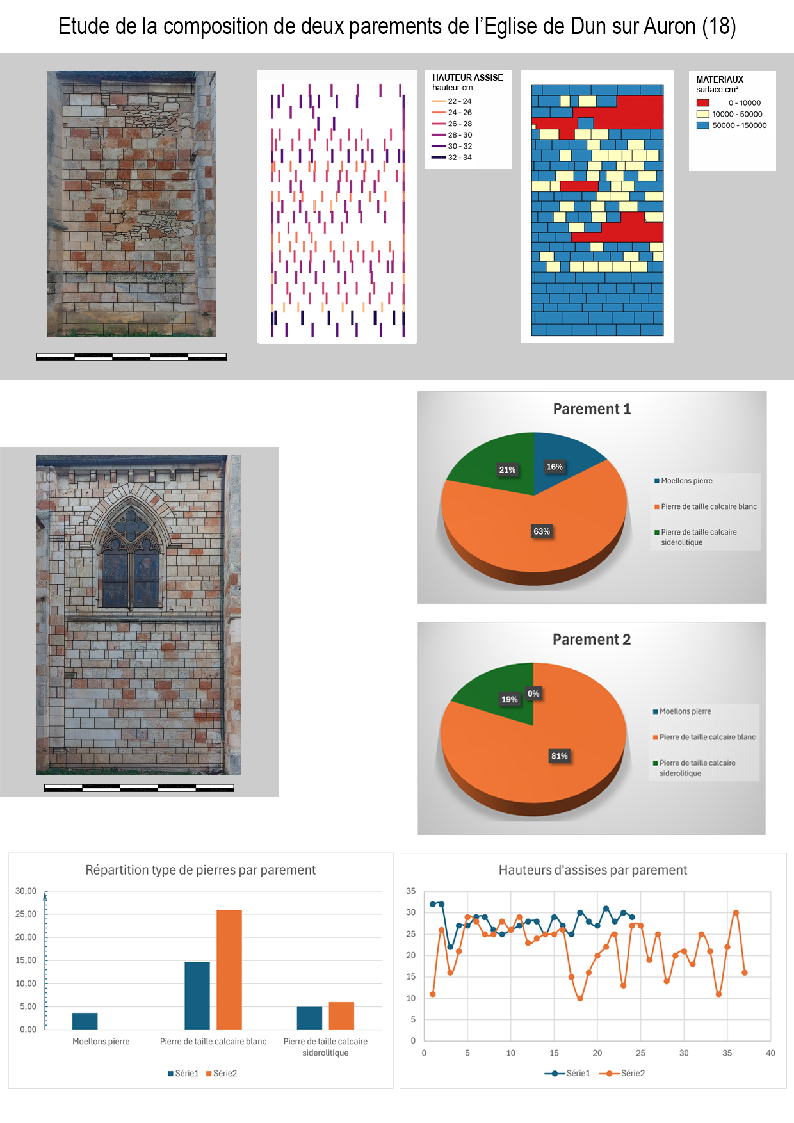 Etude de la composition de deux parements de l'Eglise de Dun sur Auron (18)
HAUTEUR ASSISE
hauteur cm
22 - 24
24 - 26
26 - 28
28 - 30
30 - 32
32 - 34
MATERIAUX
surface cm²
0 - 10000
10000 - 50000
50000 - 150000
Parement 1
21%
16%
63%
Moellons pierre
Pierre de taille calcaire blanc
Pierre de taille calcaire
siderolitique
Parement 2
19%
0%
81%
Moellons pierre
Pierre de taille calcaire blanc
Pierre de taille calcaire
siderolitique
Répartition type de pierres par parement
30,00
25,00
20,00
15,00
10,00
5,00
0,00
Moellons pierre
Pierre de taille calcaire blanc
Pierre de taille calcaire
siderolitique
Série1
Série2
Hauteurs d'assises par parement
35
30
25
20
15
10
5
0
0
5
10
15
20
25
30
35
40
Série1
Série2